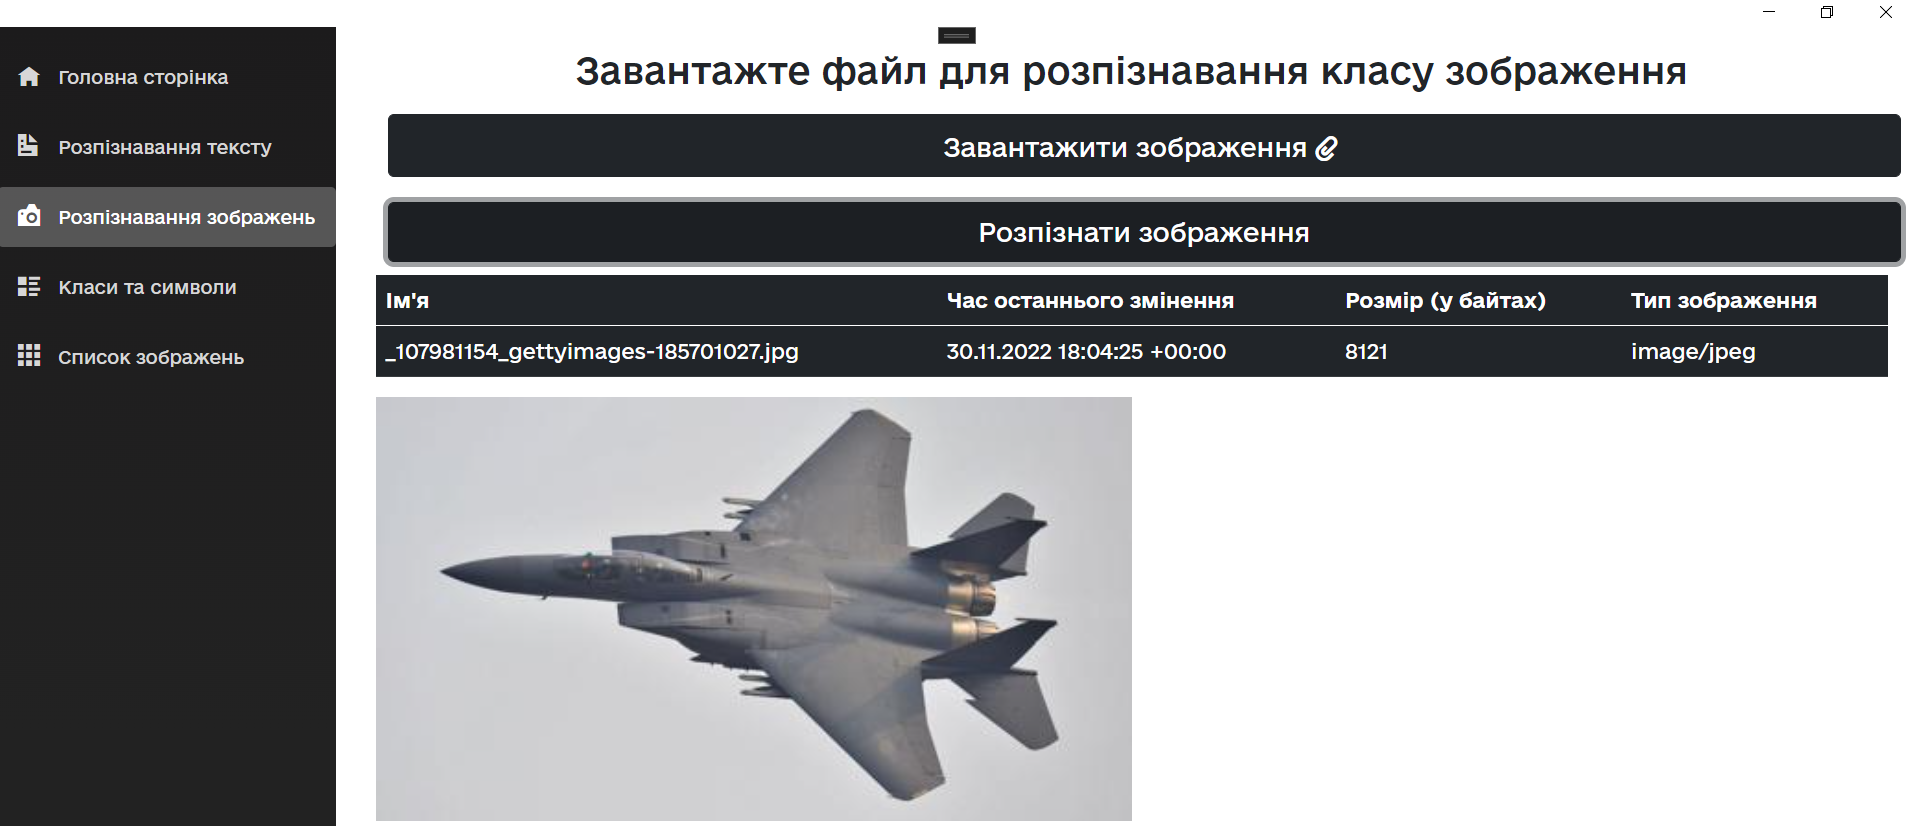 Головна сторінка
Розпізнавання тексту
Розпізнавання зображень
Класи та символи
Список зображень
Завантажте файл для розпізнавання класу зображення
Завантажити зображення
Розпізнати зображення
Ім'я Час останнього змінення Розмір (у байтах) Тип зображення
_107981154_gettyimages-185701027.jpg 30.11.2022 18:04:25 +00:00 8121 image/jpeg